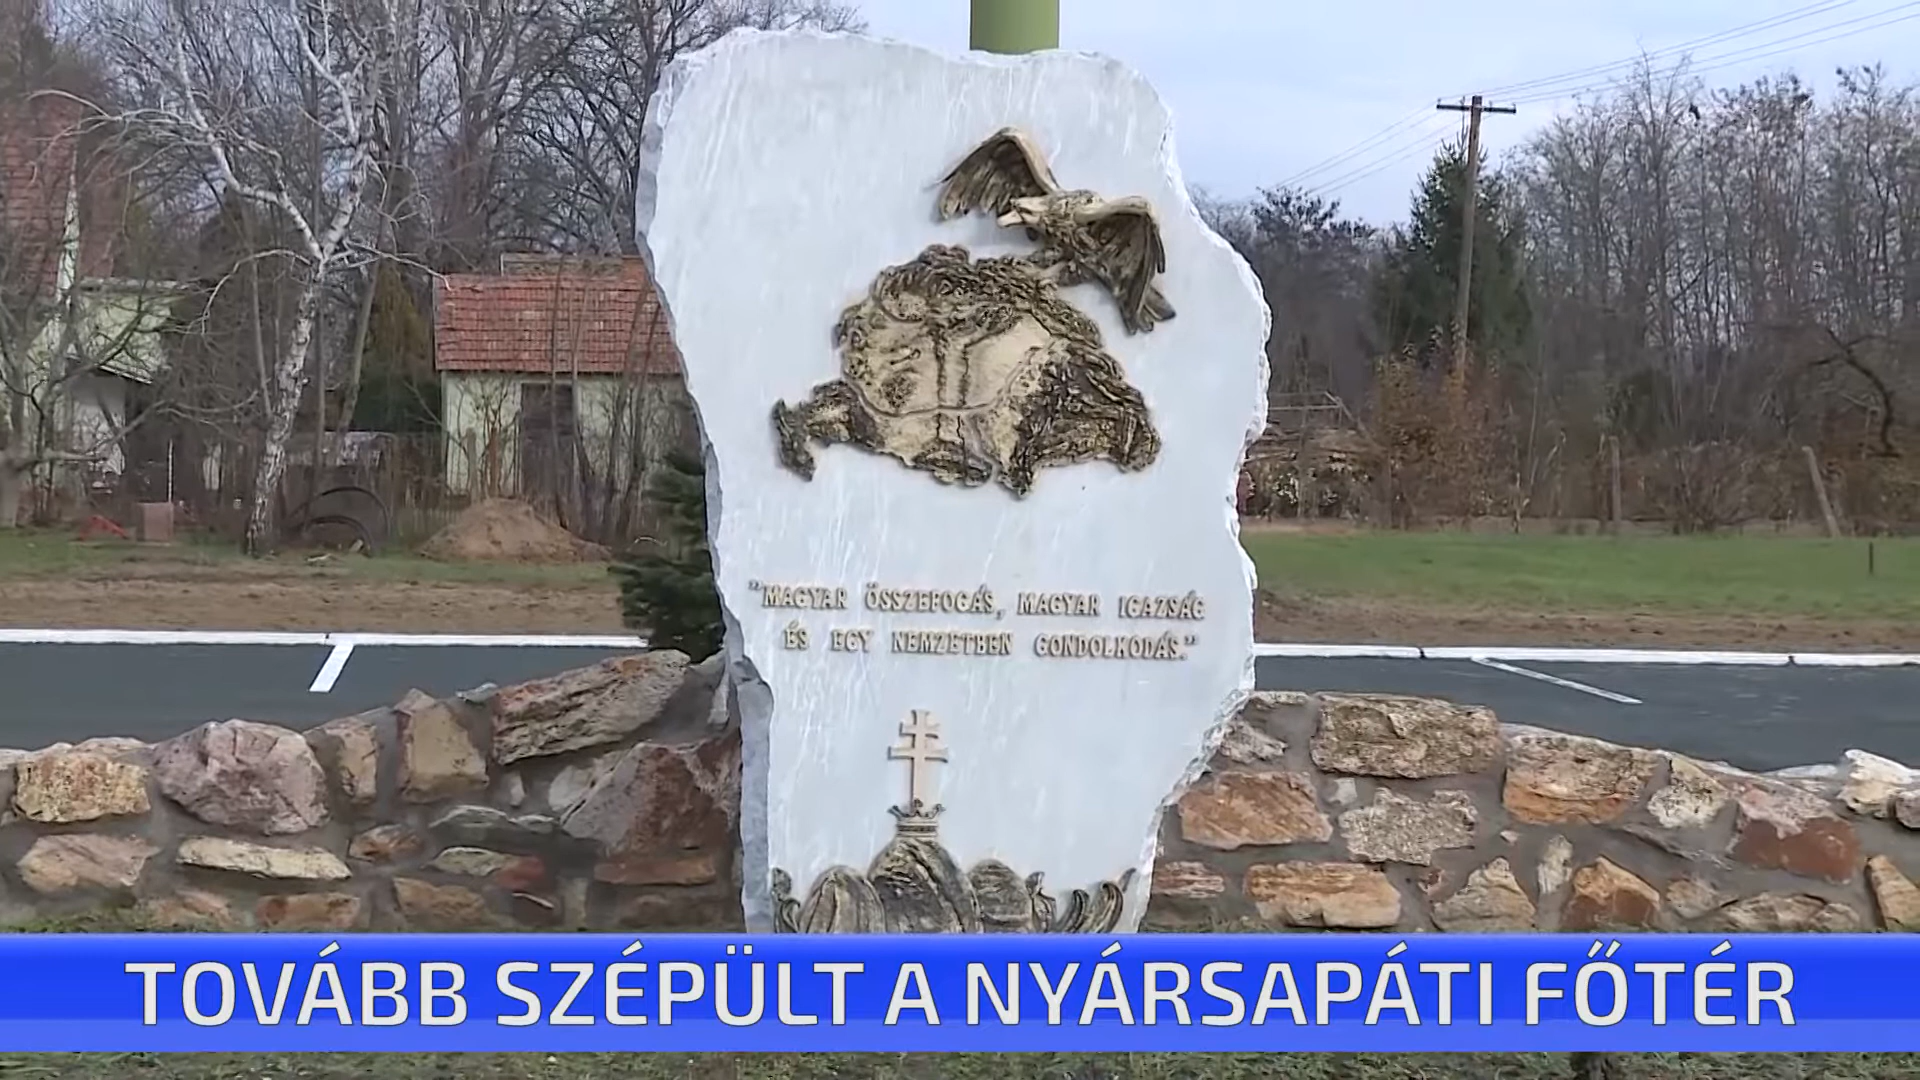 "MAGYAR ÖSSZEFOGÁS, MAGYAR IGAZSÁG
ÉS EGY NEMZETBEN GONDOLKODÁS."
TOVÁBB SZÉPÜLT A NYÁRSAPÁTI FŐTÉR